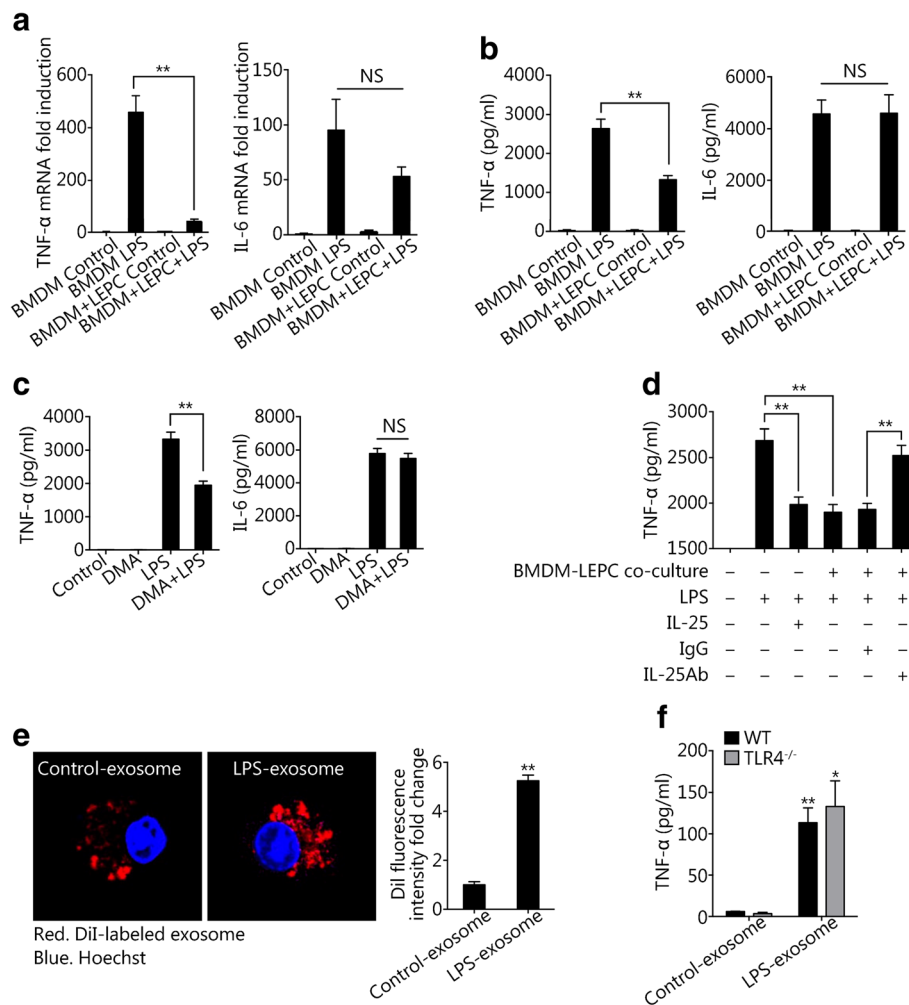 a
TNF-α mRNA fold induction
600
400
200
0
**
BMDM Control
BMDM LPS
BMDM+LEPC Control
BMDM+LEPC+LPS
IL-6 mRNA fold induction
150
100
50
0
NS
BMDM Control
BMDM LPS
BMDM+LEPC Control
BMDM+LEPC+LPS
b
TNF-α (pg/ml)
4000
3000
2000
1000
0
**
BMDM Control
BMDM LPS
BMDM+LEPC Control
BMDM+LEPC+LPS
IL-6 (pg/ml)
6000
4000
2000
0
NS
BMDM Control
BMDM LPS
BMDM+LEPC Control
BMDM+LEPC+LPS
c
TNF-α (pg/ml)
4000
3000
2000
1000
0
**
Control
DMA
LPS
DMA+LPS
IL-6 (pg/ml)
8000
6000
4000
2000
0
NS
Control
DMA
LPS
DMA+LPS
d
TNF-α (pg/ml)
3000
2500
2000
1500
**
**
**
BMDM-LEPC co-culture – – – + + +
LPS – + + + + +
IL-25 – – + – – –
IgG – – – – + –
IL-25Ab – – – – – +
e
Control-exosome
LPS-exosome
Red. DiI-labeled exosome
Blue. Hoechst
DiI fluorescence
intensity fold change
6
4
2
0
**
Control-exosome
LPS-exosome
f
WT
TLR4-/-
TNF-α (pg/ml)
200
150
100
50
0
**
*
Control-exosome
LPS-exosome